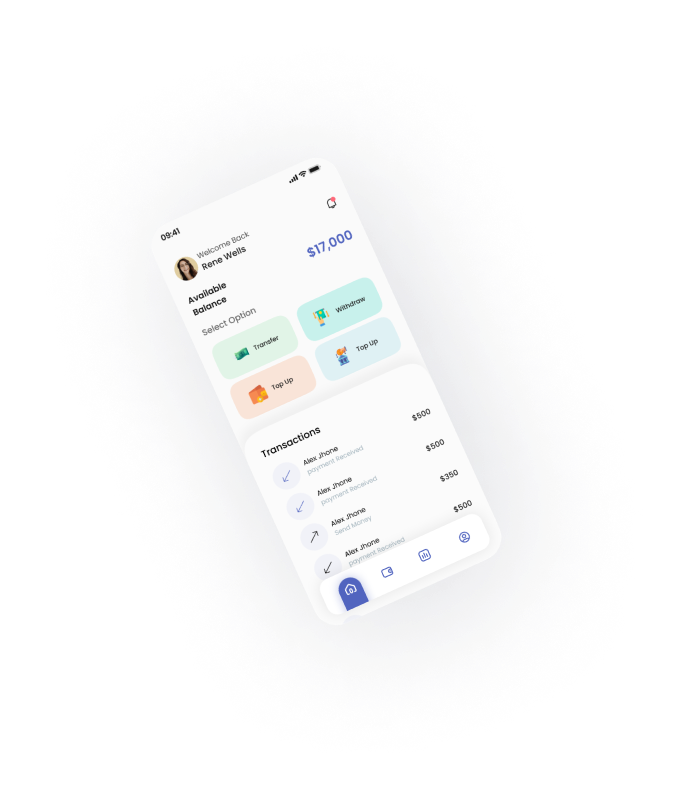 09:41
Welcome Back
Rene Wells
Available
Balance
$17,000
Select Option
Transfer
Withdraw
Top Up
Top Up
Transactions
Alex Jhone
payment Received
$500
Alex Jhone
payment Received
$500
Alex Jhone
Send Money
$350
Alex Jhone
payment Received
$500